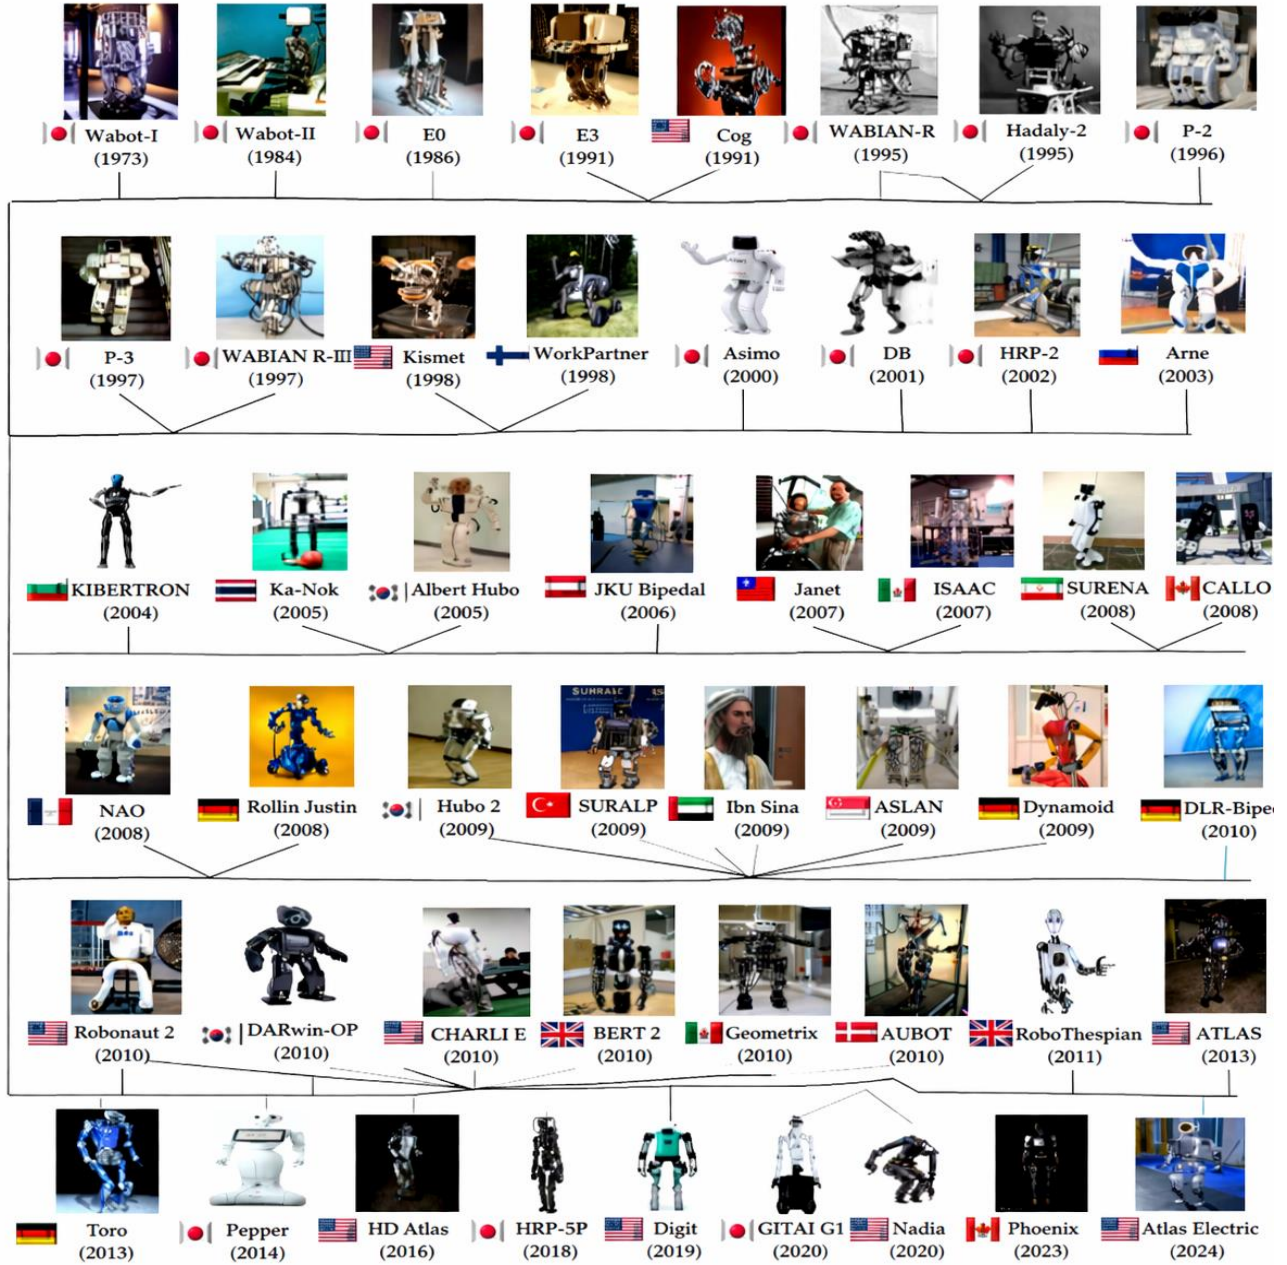 Wabot-I
(1973)
Wabot-II
(1984)
E0
(1986)
E3
(1991)
Cog
(1991)
WABIAN-R
(1995)
Hadaly-2
(1995)
P-2
(1996)
P-3
(1997)
WABIAN R-III
(1997)
Kismet
(1998)
WorkPartner
(1998)
Asimo
(2000)
DB
(2001)
HRP-2
(2002)
Arne
(2003)
KIBERTRON
(2004)
Ka-Nok
(2005)
Albert Hubo
(2005)
JKU Bipedal
(2006)
Janet
(2007)
ISAAC
(2007)
SURENA
(2008)
CALLO
(2008)
NAO
(2008)
Rollin Justin
(2008)
Hubo 2
(2009)
SURALP
(2009)
Ibn Sina
(2009)
ASLAN
(2009)
Dynamoid
(2009)
DLR-Bipe
(2010)
Robonaut 2
(2010)
DARwin-OP
(2010)
CHARLI E
(2010)
BERT 2
(2010)
Geometrix
(2010)
AUBOT
(2010)
RoboThespian
(2011)
ATLAS
(2013)
Toro
(2013)
Pepper
(2014)
HD Atlas
(2016)
HRP-5P
(2018)
Digit
(2019)
GITAI G1
(2020)
Nadia
(2020)
Phoenix
(2023)
Atlas Electric
(2024)